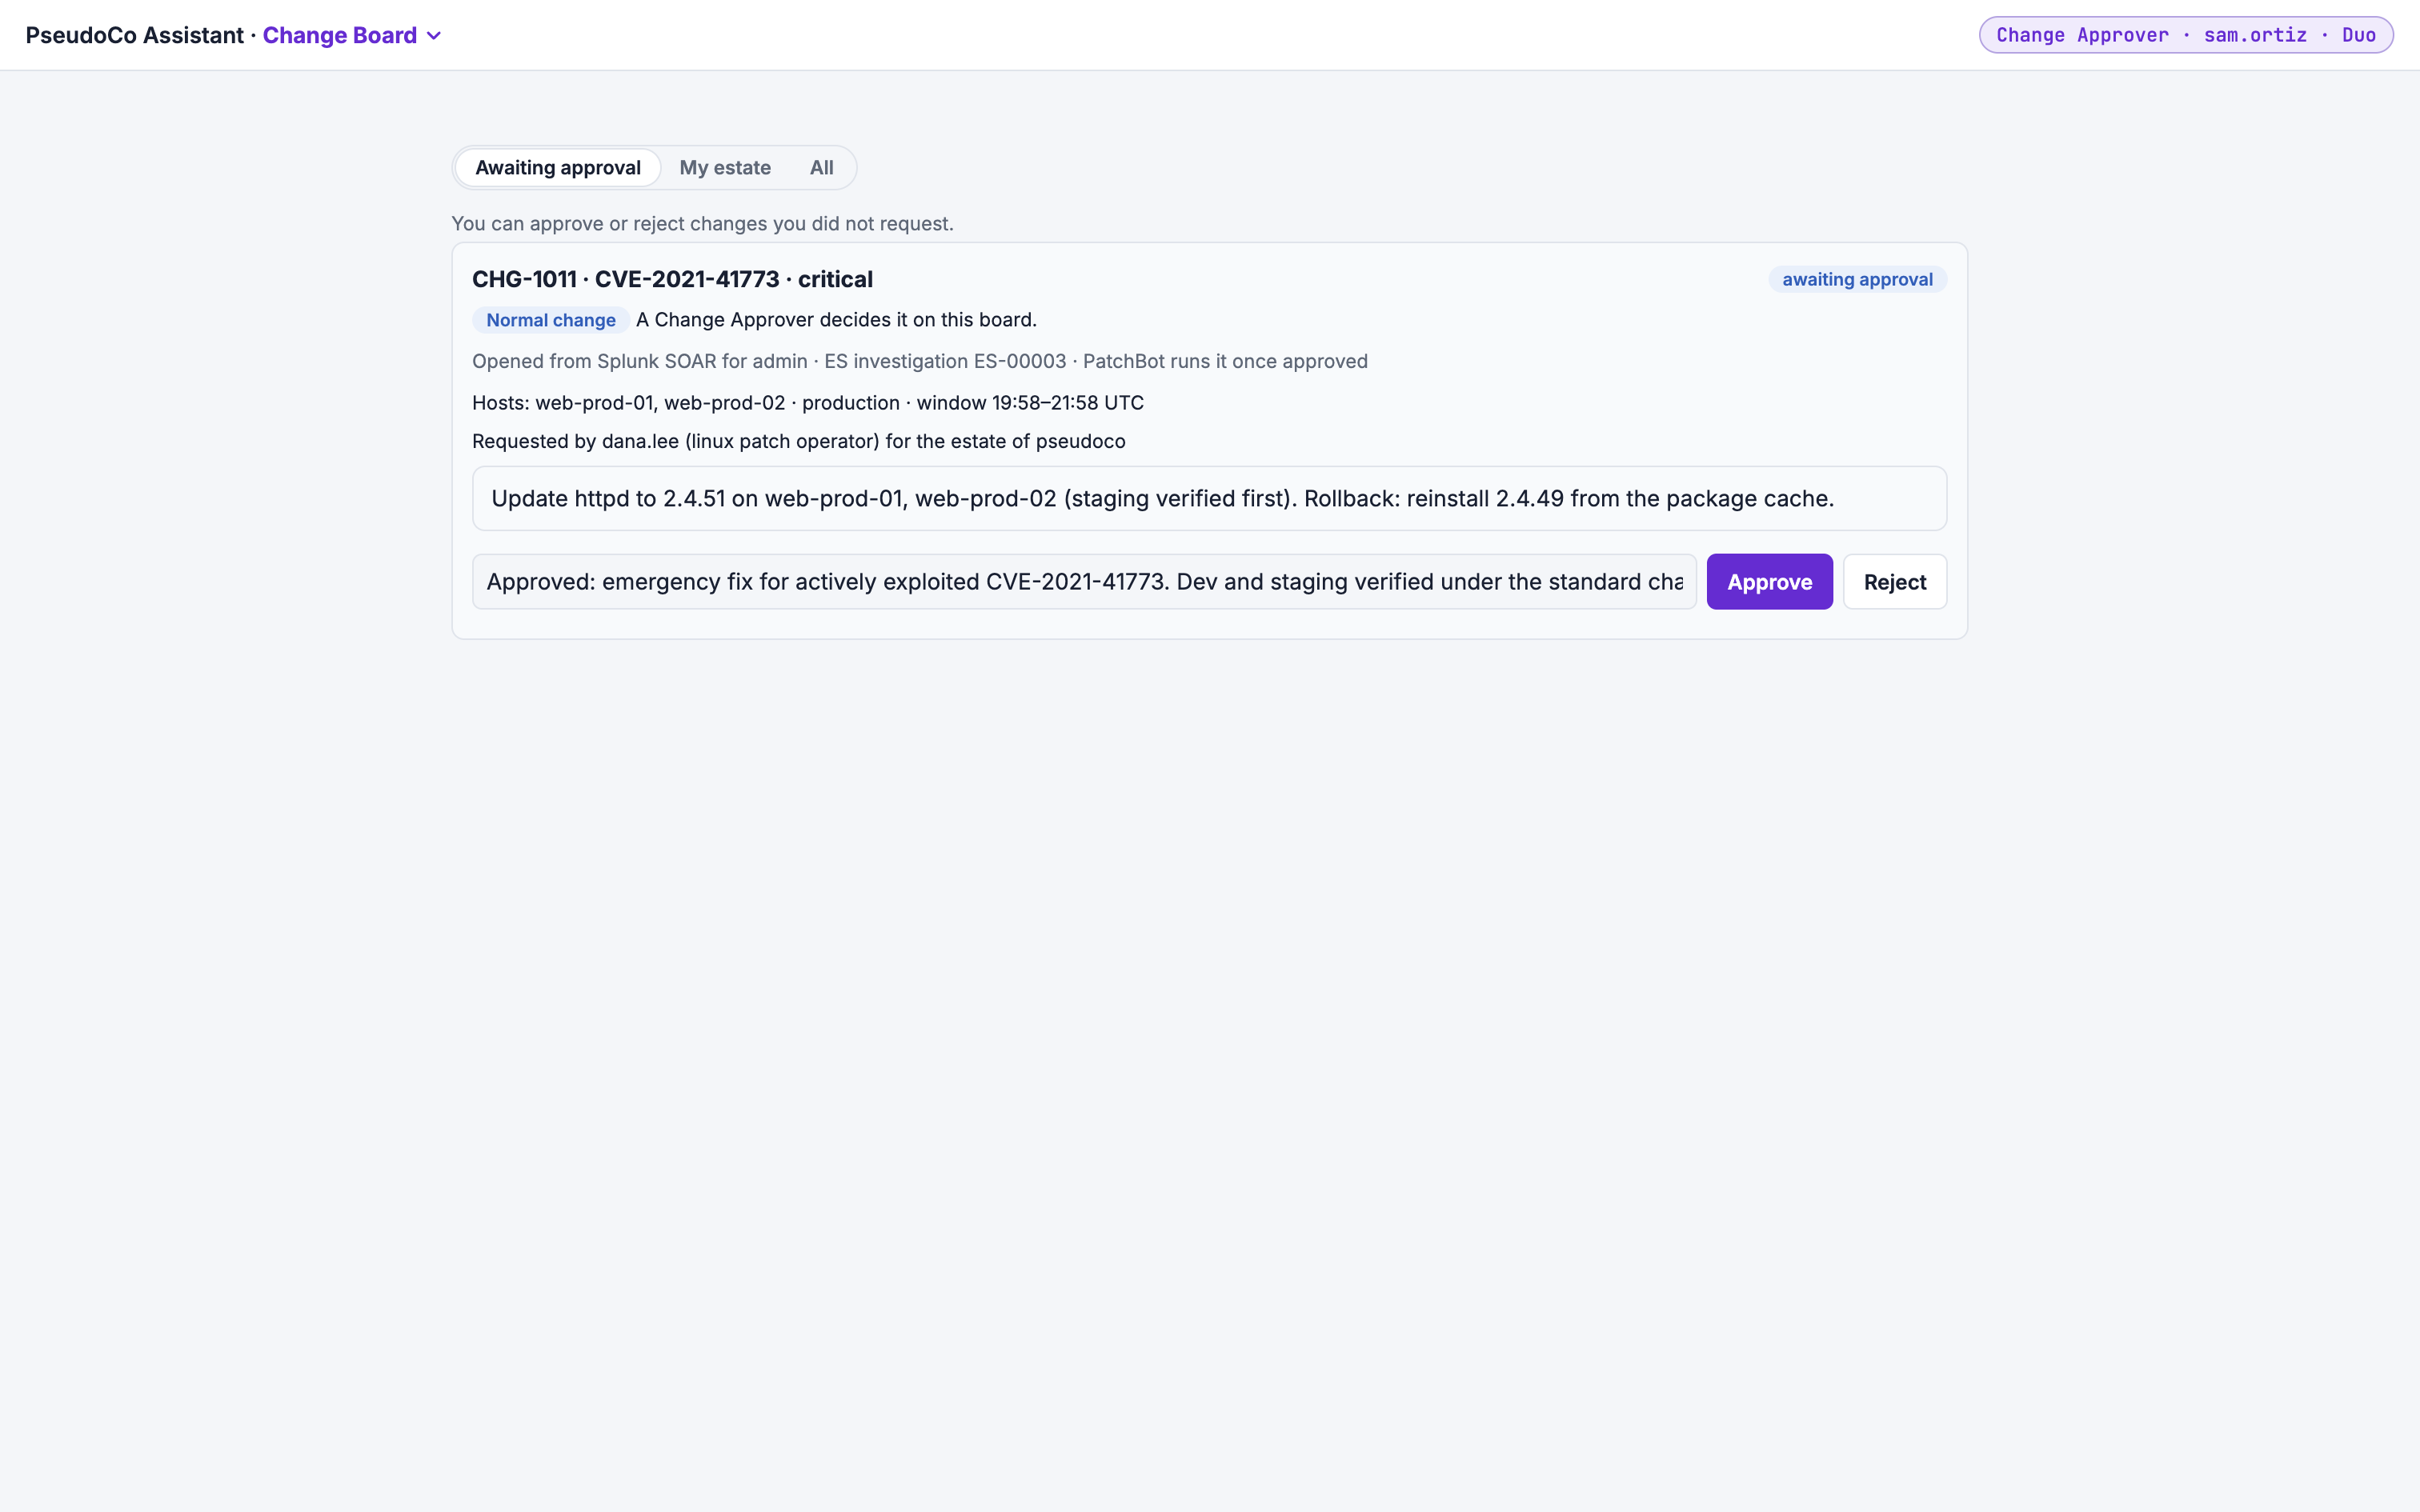 PseudoCo Assistant · Change Board
Change Approver · sam.ortiz · Duo
Awaiting approval My estate All
You can approve or reject changes you did not request.
CHG-1011 · CVE-2021-41773 · critical
awaiting approval
Normal change A Change Approver decides it on this board.
Opened from Splunk SOAR for admin · ES investigation ES-00003 · PatchBot runs it once approved
Hosts: web-prod-01, web-prod-02 · production · window 19:58–21:58 UTC
Requested by dana.lee (linux patch operator) for the estate of pseudoco
Update httpd to 2.4.51 on web-prod-01, web-prod-02 (staging verified first). Rollback: reinstall 2.4.49 from the package cache.
Approved: emergency fix for actively exploited CVE-2021-41773. Dev and staging verified under the standard cha
Approve Reject